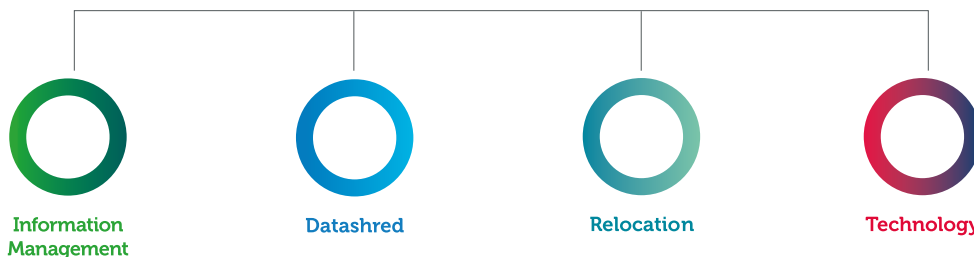 Information
Management
Datashred
Relocation
Technology